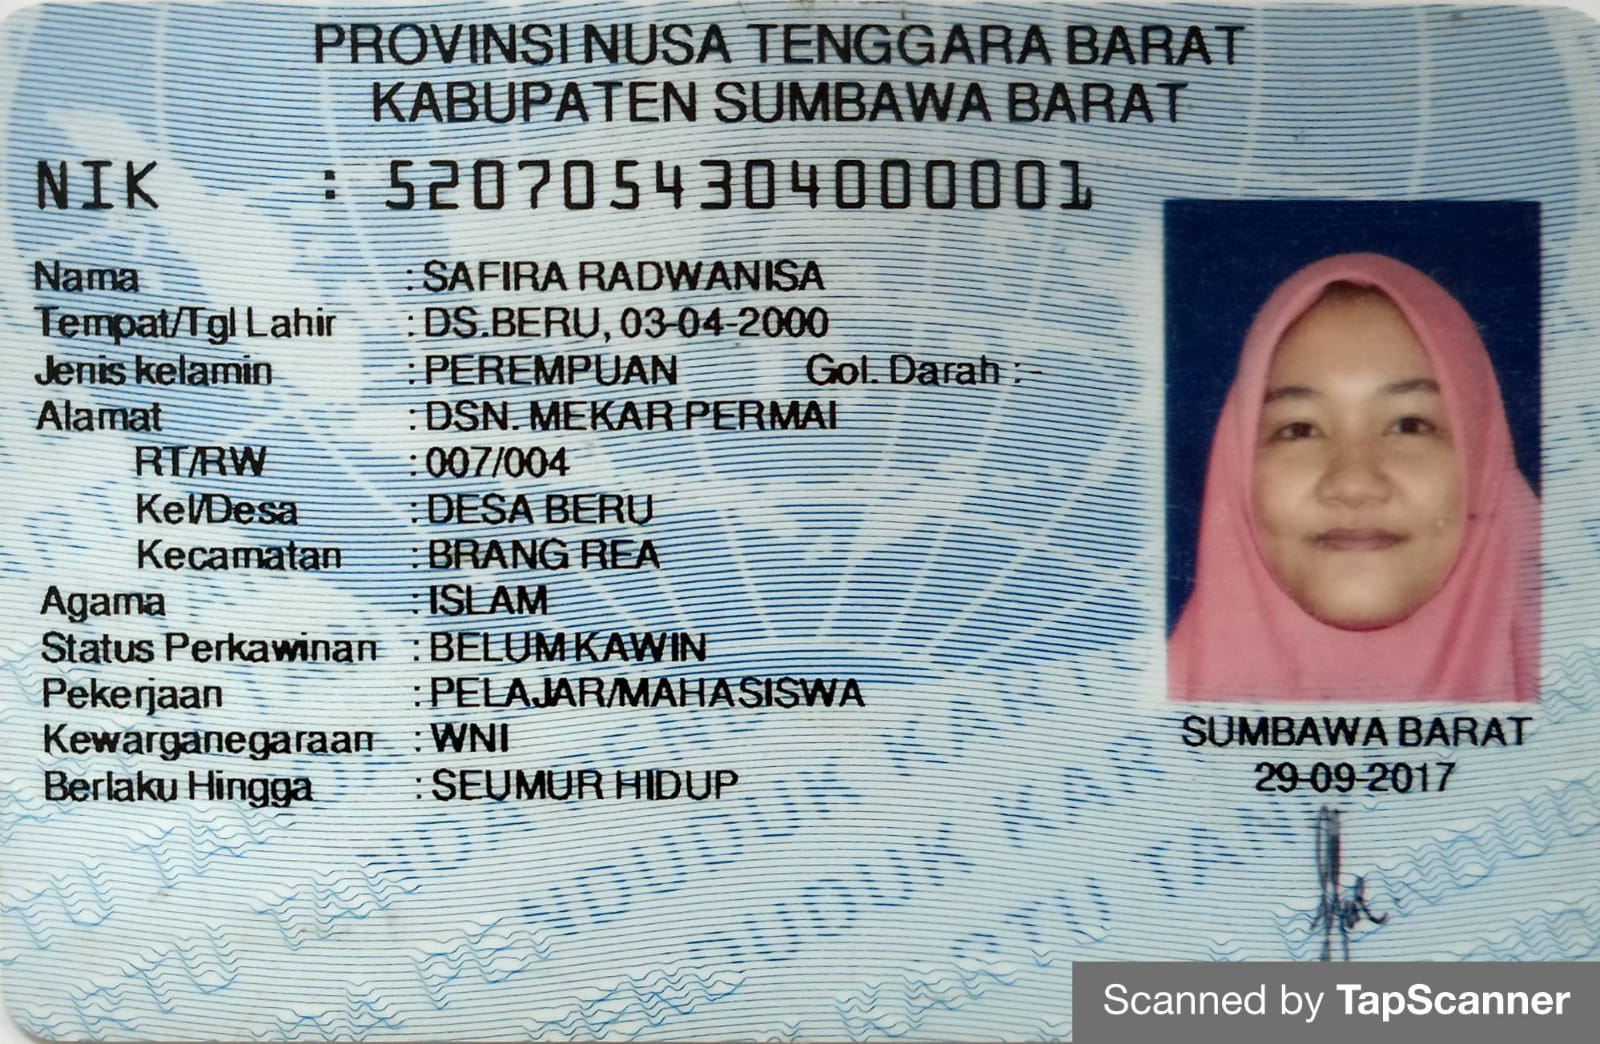 PROVINSI NUSA TENGGARA BARAT
KABUPATEN SUMBAWA BARAT
NIK : 5207054304000001
Nama : SAFIRA RADWANISA
Tempat/Tgl Lahir : DS.BERU, 03-04-2000
Jenis kelamin : PEREMPUAN Gol. Darah : -
Alamat : DSN. MEKAR PERMAI
RT/RW : 007/004
Kel/Desa : DESA BERU
Kecamatan : BRANG REA
Agama : ISLAM
Status Perkawinan : BELUM KAWIN
Pekerjaan : PELAJAR/MAHASISWA
Kewarganegaraan : WNI
Berlaku Hingga : SEUMUR HIDUP
SUMBAWA BARAT
29-09-2017
Scanned by TapScanner